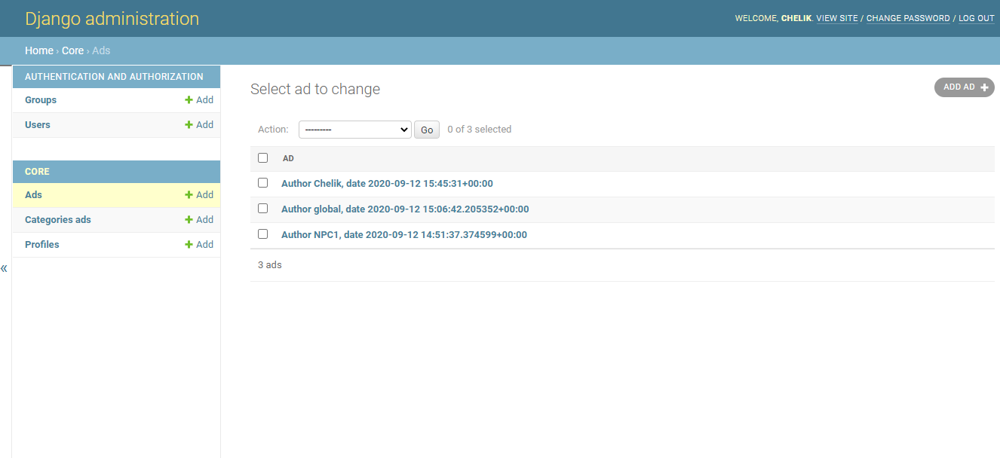 Django administration
WELCOME, CHELIK. VIEW SITE / CHANGE PASSWORD / LOG OUT
Home › Core › Ads
AUTHENTICATION AND AUTHORIZATION
Groups + Add
Users + Add
CORE
Ads + Add
Categories ads + Add
Profiles + Add
«
Select ad to change
ADD AD +
Action: --------- Go 0 of 3 selected
AD
Author Chelik, date 2020-09-12 15:45:31+00:00
Author global, date 2020-09-12 15:06:42.205352+00:00
Author NPC1, date 2020-09-12 14:51:37.374599+00:00
3 ads